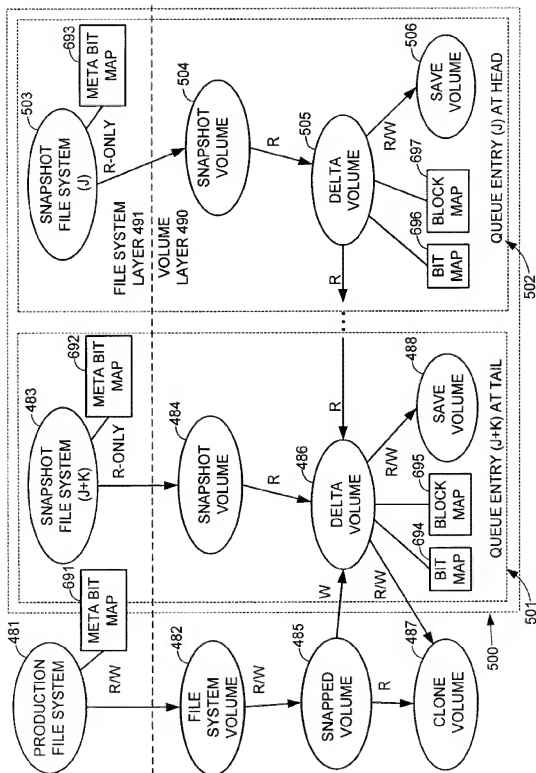 481
PRODUCTION
FILE SYSTEM
691
META BIT
MAP
R/W
482
FILE
SYSTEM
VOLUME
R/W
485
SNAPPED
VOLUME
W
R
R/W
487
CLONE
VOLUME
500
483
SNAPSHOT
FILE SYSTEM
(J+K)
692
META BIT
MAP
R-ONLY
484
SNAPSHOT
VOLUME
R
486
DELTA
VOLUME
R
R/W
488
SAVE
VOLUME
694
BIT
MAP
695
BLOCK
MAP
QUEUE ENTRY (J+K) AT TAIL
501
503
SNAPSHOT
FILE SYSTEM
(J)
693
META BIT
MAP
R-ONLY
FILE SYSTEM
LAYER 491
VOLUME
LAYER 490
504
SNAPSHOT
VOLUME
R
505
DELTA
VOLUME
R
R/W
506
SAVE
VOLUME
696
BIT
MAP
697
BLOCK
MAP
QUEUE ENTRY (J) AT HEAD
502